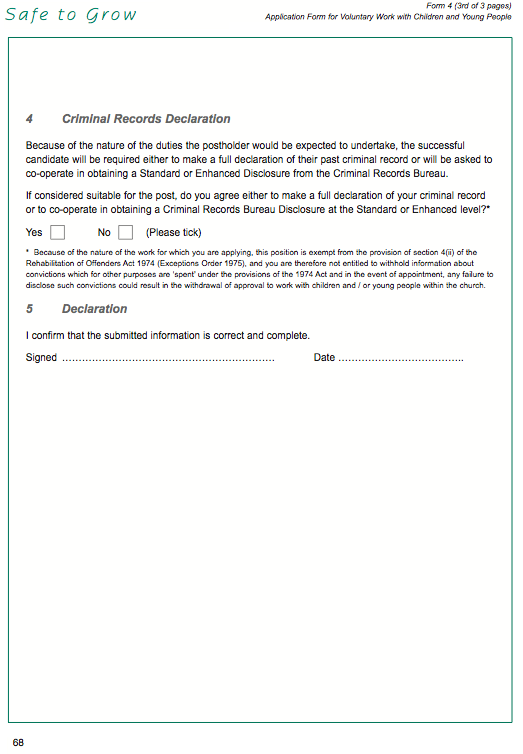 Safe to Grow
Form 4 (3rd of 3 pages)
Application Form for Voluntary Work with Children and Young People
4 Criminal Records Declaration
Because of the nature of the duties the postholder would be expected to undertake, the successful
candidate will be required either to make a full declaration of their past criminal record or will be asked to
co-operate in obtaining a Standard or Enhanced Disclosure from the Criminal Records Bureau.
If considered suitable for the post, do you agree either to make a full declaration of your criminal record
or to co-operate in obtaining a Criminal Records Bureau Disclosure at the Standard or Enhanced level?*
Yes No (Please tick)
* Because of the nature of the work for which you are applying, this position is exempt from the provision of section 4(ii) of the
Rehabilitation of Offenders Act 1974 (Exceptions Order 1975), and you are therefore not entitled to withhold information about
convictions which for other purposes are 'spent' under the provisions of the 1974 Act and in the event of appointment, any failure to
disclose such convictions could result in the withdrawal of approval to work with children and / or young people within the church.
5 Declaration
I confirm that the submitted information is correct and complete.
Signed ................................................................ Date ......................................
68